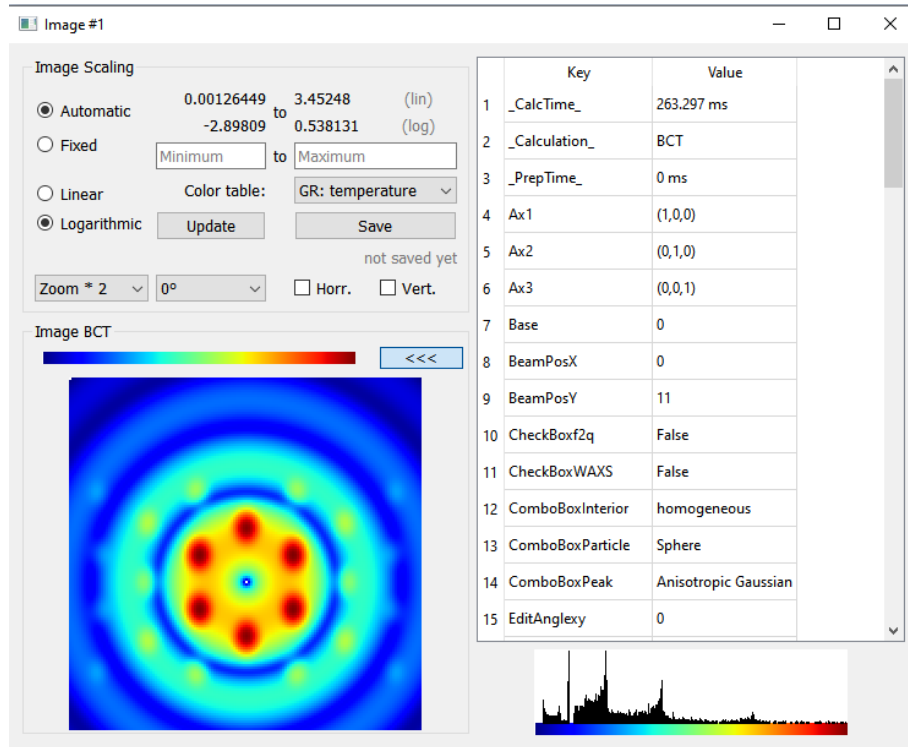 Image #1
Image Scaling
Automatic 0.00126449 to 3.45248 (lin)
-2.89809 0.538131 (log)
Fixed
Minimum to Maximum
Linear Color table: GR: temperature
Logarithmic Update Save
not saved yet
Zoom * 2 0° Horr. Vert.
Image BCT
<<<
Key Value
1 _CalcTime_ 263.297 ms
2 _Calculation_ BCT
3 _PrepTime_ 0 ms
4 Ax1 (1,0,0)
5 Ax2 (0,1,0)
6 Ax3 (0,0,1)
7 Base 0
8 BeamPosX 0
9 BeamPosY 11
10 CheckBoxf2q False
11 CheckBoxWAXS False
12 ComboBoxInterior homogeneous
13 ComboBoxParticle Sphere
14 ComboBoxPeak Anisotropic Gaussian
15 EditAnglexy 0